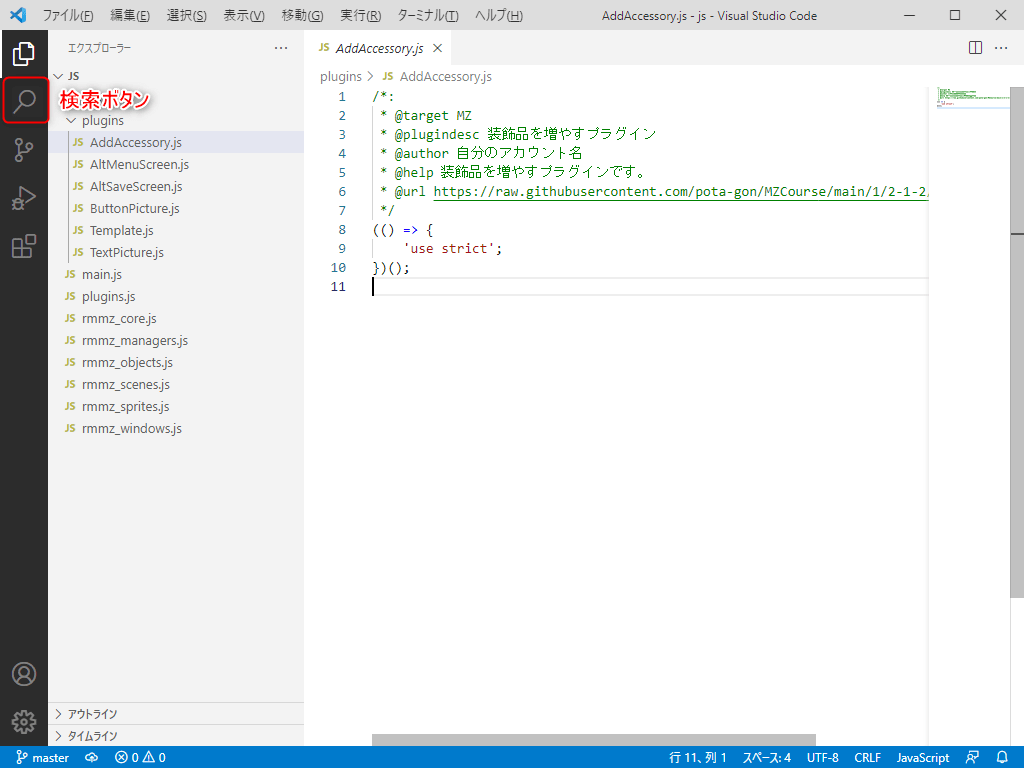 ファイル(F) 編集(E) 選択(S) 表示(V) 移動(G) 実行(R) ターミナル(T) ヘルプ(H) AddAccessory.js - js - Visual Studio Code
エクスプローラー ···
JS
検索ボタン
plugins
JS AddAccessory.js
JS AltMenuScreen.js
JS AltSaveScreen.js
JS ButtonPicture.js
JS Template.js
JS TextPicture.js
JS main.js
JS plugins.js
JS rmmz_core.js
JS rmmz_managers.js
JS rmmz_objects.js
JS rmmz_scenes.js
JS rmmz_sprites.js
JS rmmz_windows.js
アウトライン
タイムライン
JS AddAccessory.js
plugins > JS AddAccessory.js
1 /*:
2 * @target MZ
3 * @plugindesc 装飾品を増やすプラグイン
4 * @author 自分のアカウント名
5 * @help 装飾品を増やすプラグインです。
6 * @url https://raw.githubusercontent.com/pota-gon/MZCourse/main/1/2-1-2
7 */
8 (() => {
9 'use strict';
10 })();
11
master 0 0 行 11、列 1 スペース: 4 UTF-8 CRLF JavaScript